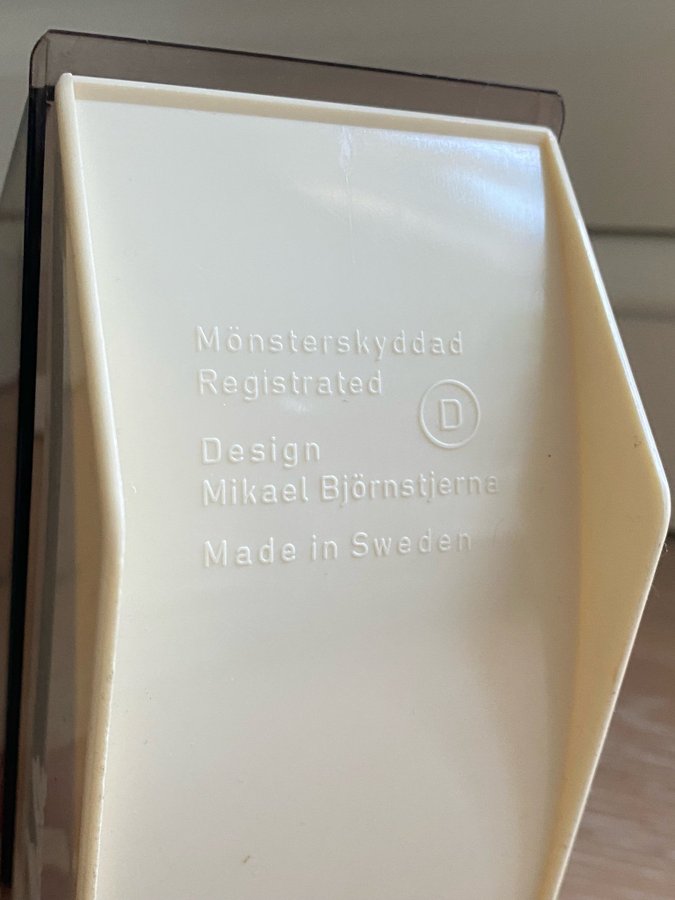 Mönsterskyddad
Registrated
D
Design
Mikael Björnstjerna
Made in Sweden